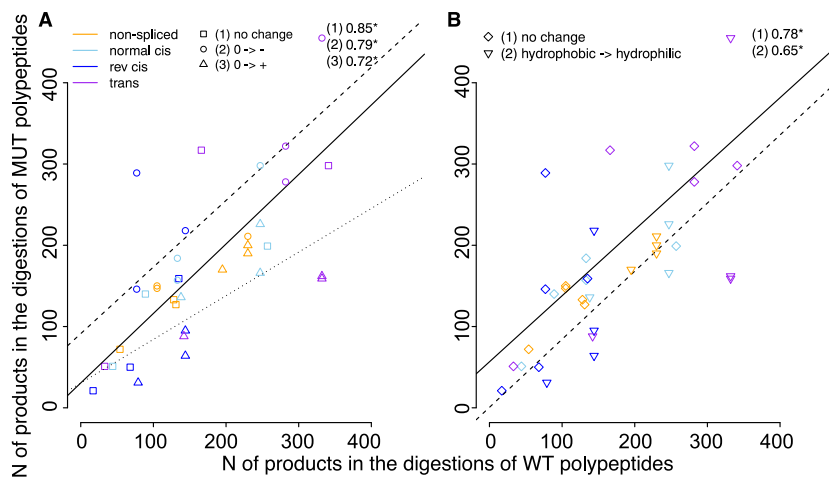 A
non-spliced
normal cis
rev cis
trans
(1) no change
(2) 0 -> -
(3) 0 -> +
(1) 0.85*
(2) 0.79*
(3) 0.72*
B
(1) no change
(2) hydrophobic -> hydrophilic
(1) 0.78*
(2) 0.65*
N of products in the digestions of MUT polypeptides
400
300
200
100
0
400
300
200
100
0
0 100 200 300 400
0 100 200 300 400
N of products in the digestions of WT polypeptides